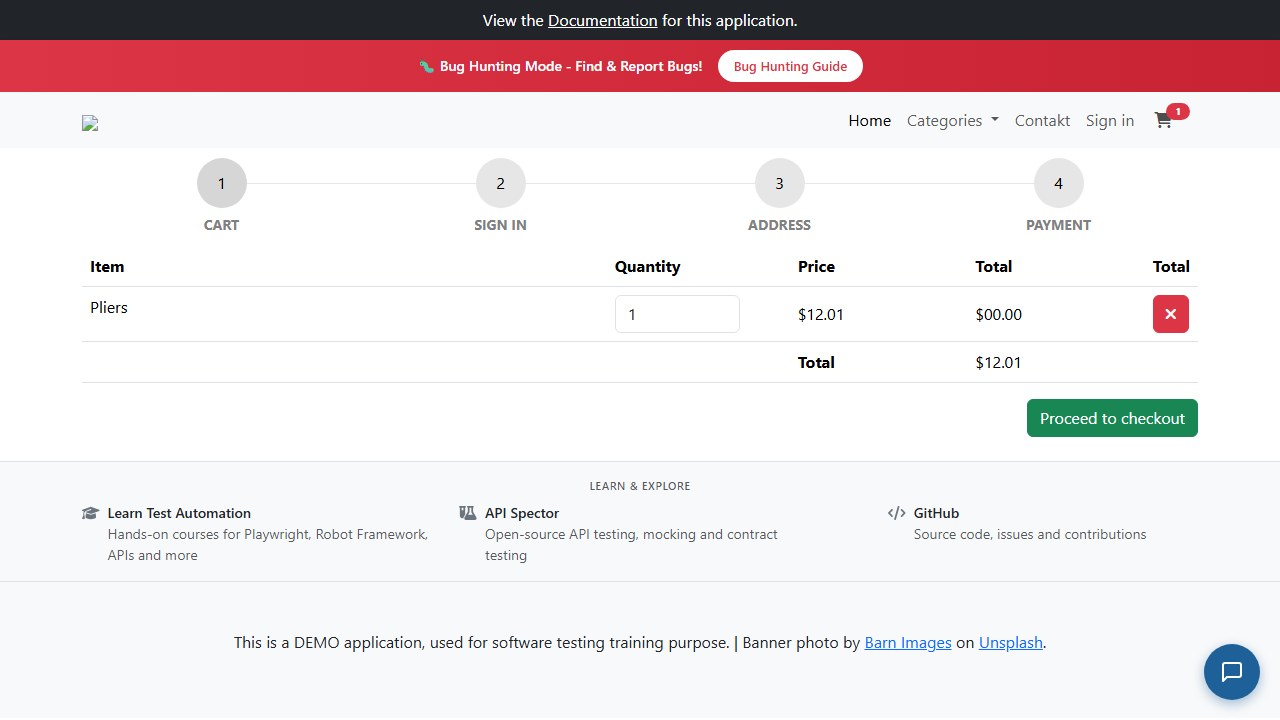 View the Documentation for this application.
Bug Hunting Mode - Find & Report Bugs! Bug Hunting Guide
Home Categories Contakt Sign in 1
1 2 3 4
CART SIGN IN ADDRESS PAYMENT
Item Quantity Price Total Total
Pliers 1 $12.01 $00.00
Total $12.01
Proceed to checkout
LEARN & EXPLORE
Learn Test Automation
Hands-on courses for Playwright, Robot Framework,
APIs and more
API Spector
Open-source API testing, mocking and contract
testing
GitHub
Source code, issues and contributions
This is a DEMO application, used for software testing training purpose. | Banner photo by Barn Images on Unsplash.